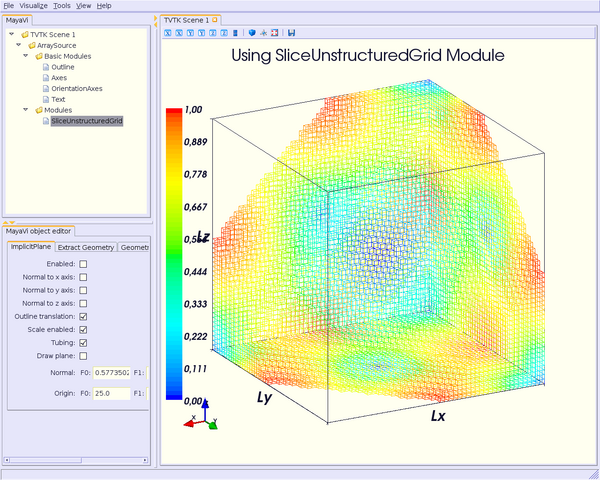 File Visualize Tools View Help
MayaVi
TVTK Scene 1
ArraySource
Basic Modules
Outline
Axes
OrientationAxes
Text
Modules
SliceUnstructuredGrid
MayaVi object editor
ImplicitPlane Extract Geometry Geometr
Enabled:
Normal to x axis:
Normal to y axis:
Normal to z axis:
Outline translation:
Scale enabled:
Tubing:
Draw plane:
Normal: F0: 0.5773502 F1:
Origin: F0: 25.0 F1:
TVTK Scene 1
Using SliceUnstructuredGrid Module
1,00
0,889
0,778
0,667
0,444
0,333
0,222
0,111
0,00
Lz
Ly
Lx